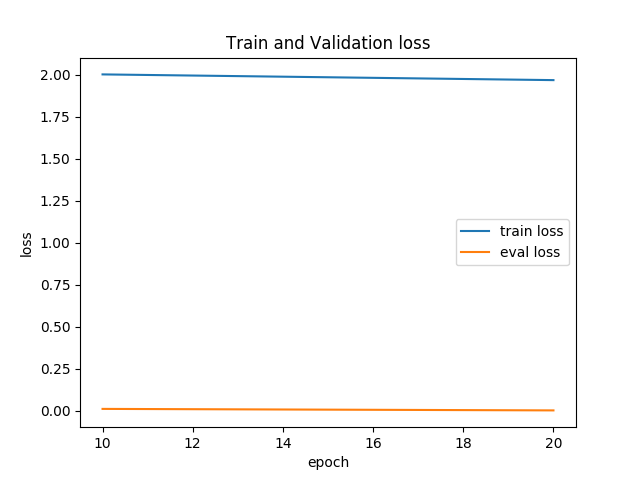 Train and Validation loss
2.00
1.75
1.50
1.25
1.00
0.75
0.50
0.25
0.00
loss
train loss
eval loss
10 12 14 16 18 20
epoch